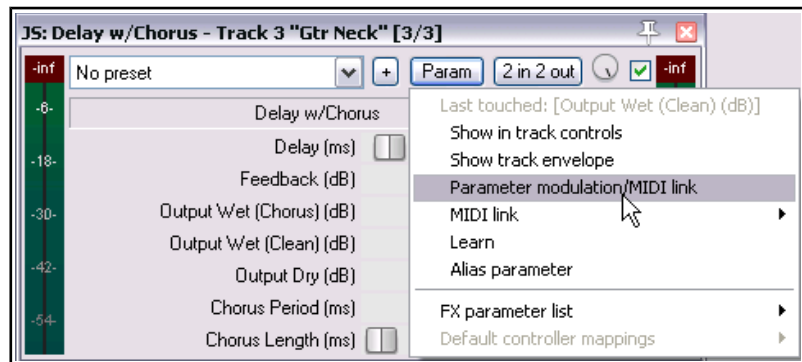 JS: Delay w/Chorus - Track 3 "Gtr Neck" [3/3]
-inf No preset + Param 2 in 2 out -inf
-6-
-18-
-30-
-42-
-54-
Delay w/Chorus
Delay (ms)
Feedback (dB)
Output Wet (Chorus) (dB)
Output Wet (Clean) (dB)
Output Dry (dB)
Chorus Period (ms)
Chorus Length (ms)
Last touched: [Output Wet (Clean) (dB)]
Show in track controls
Show track envelope
Parameter modulation/MIDI link
MIDI link
Learn
Alias parameter
FX parameter list
Default controller mappings